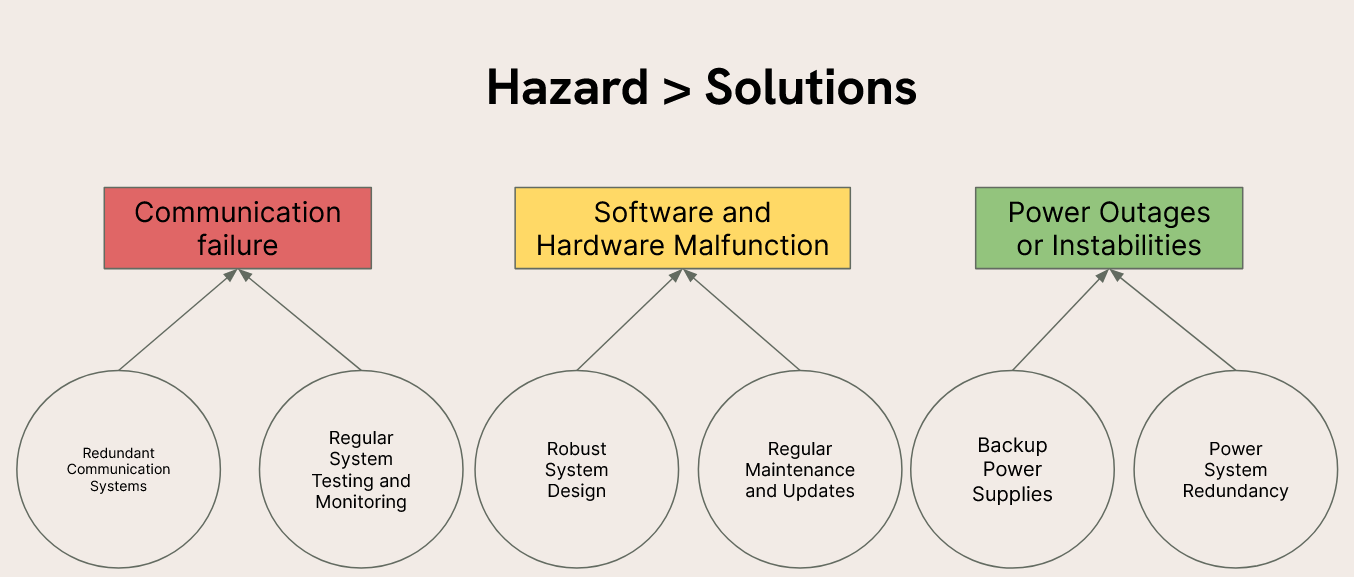 Hazard > Solutions
Communication
failure
Software and
Hardware Malfunction
Power Outages
or Instabilities
Redundant
Communication
Systems
Regular
System
Testing and
Monitoring
Robust
System
Design
Regular
Maintenance
and Updates
Backup
Power
Supplies
Power
System
Redundancy